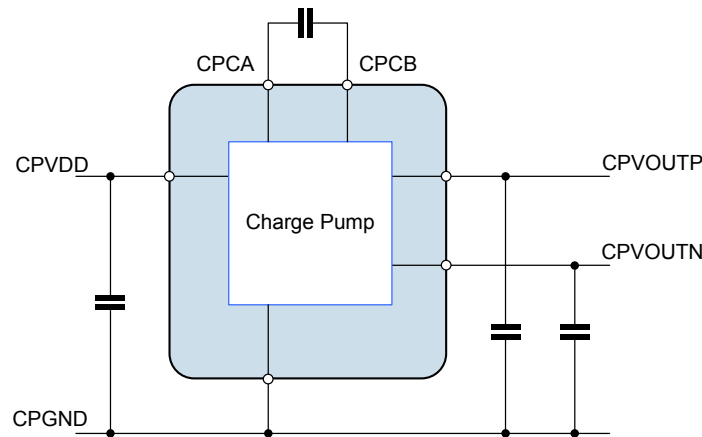 CPCA
CPCB
CPVDD
CPVOUTP
Charge Pump
CPVOUTN
CPGND